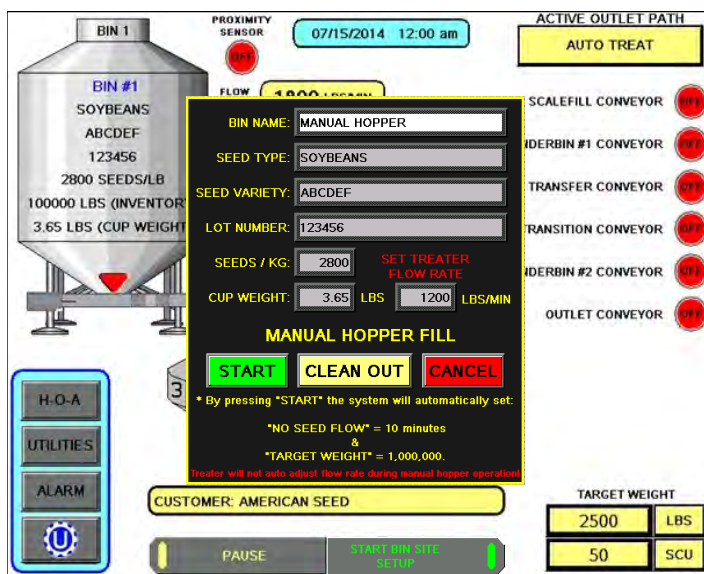 BIN 1
PROXIMITY
SENSOR
OFF
07/15/2014 12:00 am
ACTIVE OUTLET PATH
AUTO TREAT
BIN #1
SOYBEANS
ABCDEF
123456
2800 SEEDS/LB
100000 LBS (INVENTOR
3.65 LBS (CUP WEIGHT
FLOW
1800 LBS/MIN
SCALEFILL CONVEYOR OFF
NDERBIN #1 CONVEYOR OFF
TRANSFER CONVEYOR OFF
TRANSITION CONVEYOR OFF
NDERBIN #2 CONVEYOR OFF
OUTLET CONVEYOR OFF
BIN NAME: MANUAL HOPPER
SEED TYPE: SOYBEANS
SEED VARIETY: ABCDEF
LOT NUMBER: 123456
SEEDS / KG: 2800
SET TREATER
FLOW RATE
CUP WEIGHT: 3.65 LBS 1200 LBS/MIN
MANUAL HOPPER FILL
START CLEAN OUT CANCEL
* By pressing "START" the system will automatically set:
"NO SEED FLOW" = 10 minutes
&
"TARGET WEIGHT" = 1,000,000.
Treater will not auto adjust flow rate during manual hopper operation!
3
H-O-A
UTILITIES
ALARM
U
CUSTOMER: AMERICAN SEED
PAUSE
START BIN SITE
SETUP
TARGET WEIGHT
2500 LBS
50 SCU